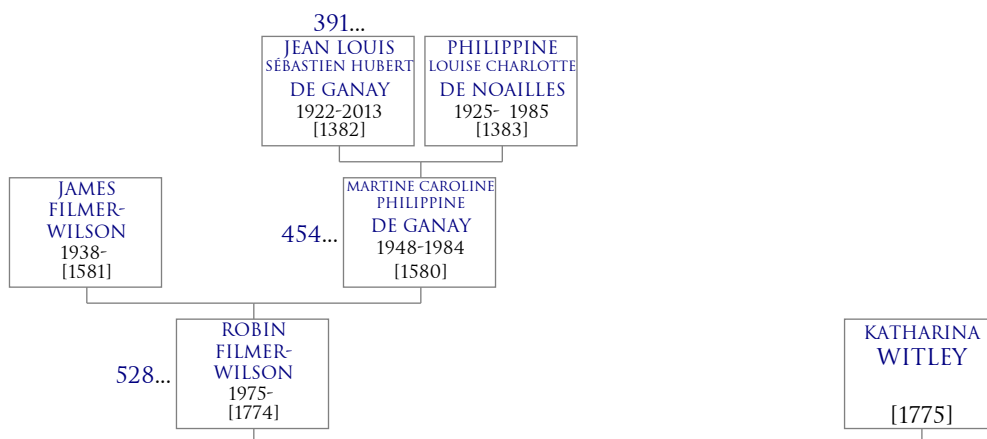 391...
JEAN LOUIS
SÉBASTIEN HUBERT
DE GANAY
1922-2013
[1382]
PHILIPPINE
LOUISE CHARLOTTE
DE NOAILLES
1925- 1985
[1383]
JAMES
FILMER-
WILSON
1938-
[1581]
454...
MARTINE CAROLINE
PHILIPPINE
DE GANAY
1948-1984
[1580]
528...
ROBIN
FILMER-
WILSON
1975-
[1774]
KATHARINA
WITLEY
[1775]